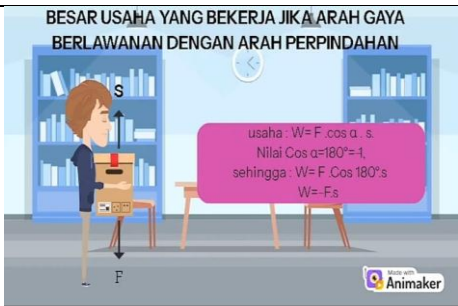 BESAR USAHA YANG BEKERJA JIKA ARAH GAYA
BERLAWANAN DENGAN ARAH PERPINDAHAN
S
usaha : W= F .cos α . s.
Nilai Cos α=180°=-1,
sehingga : W= F .Cos 180°.s
W=-F.s
F
Made with
Animaker